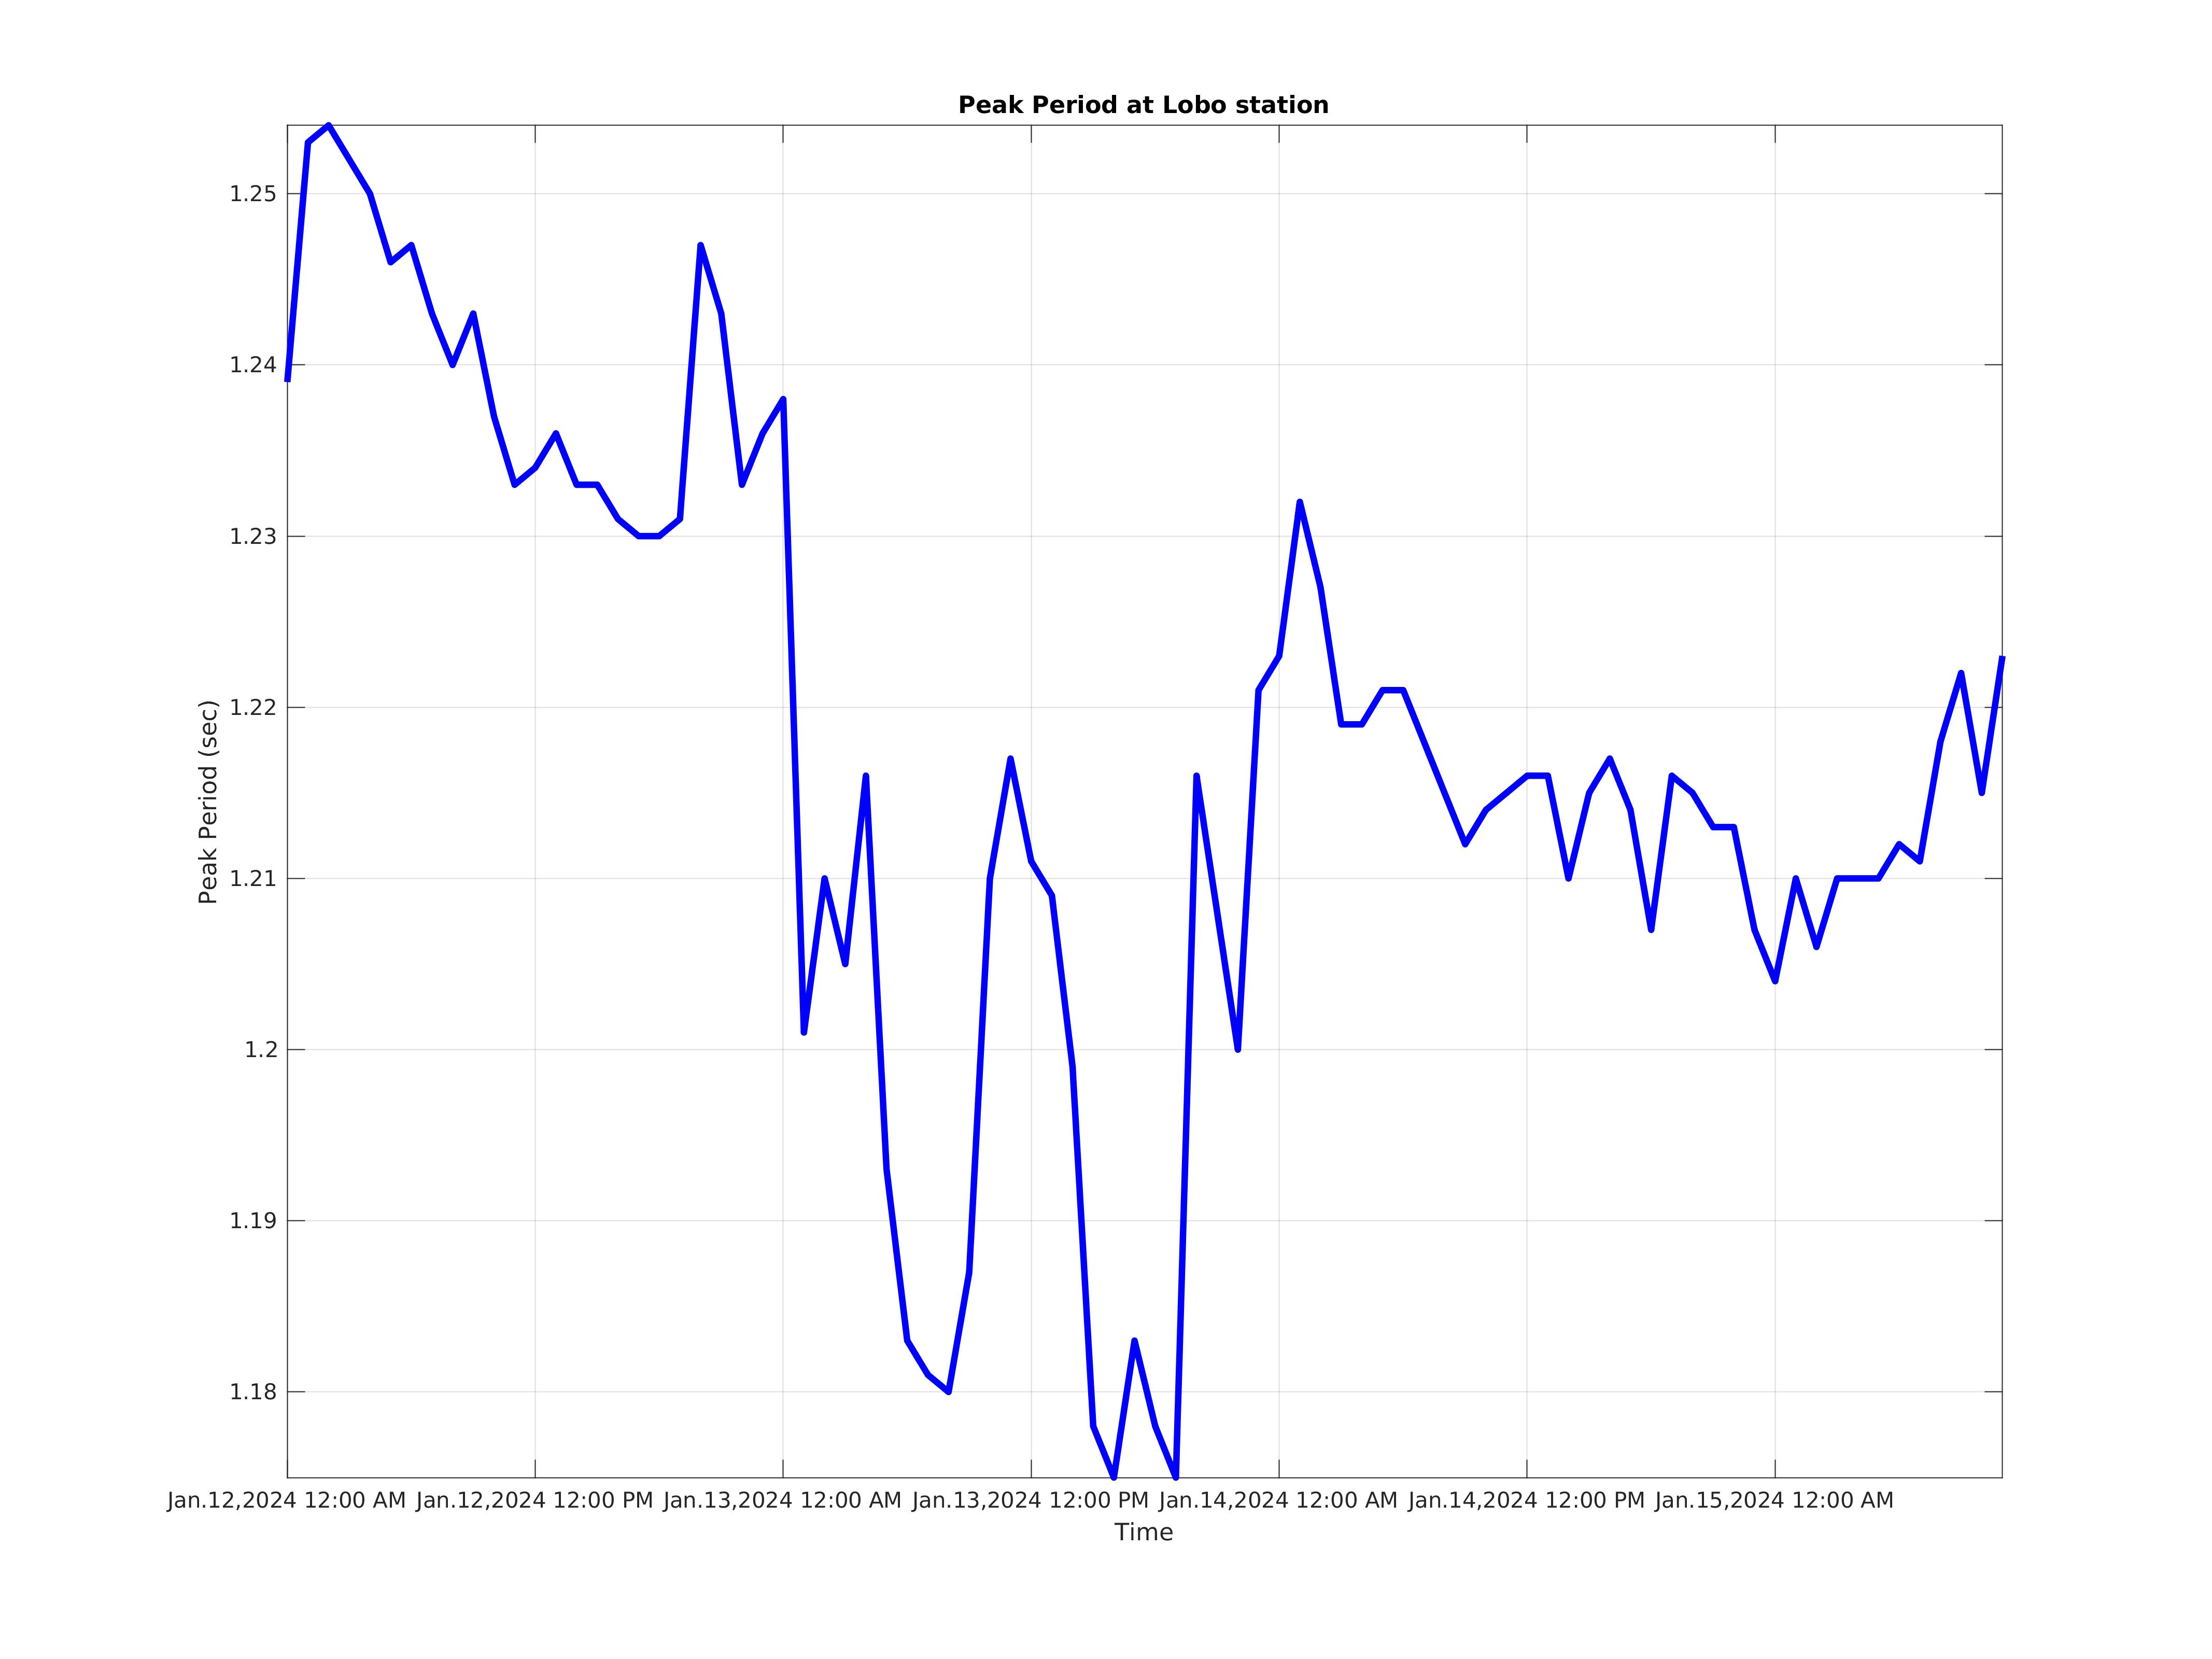 Peak Period at Lobo station
1.25
1.24
1.23
1.22
1.21
1.2
1.19
1.18
Peak Period (sec)
Jan.12,2024 12:00 AM Jan.12,2024 12:00 PM Jan.13,2024 12:00 AM Jan.13,2024 12:00 PM Jan.14,2024 12:00 AM Jan.14,2024 12:00 PM Jan.15,2024 12:00 AM
Time